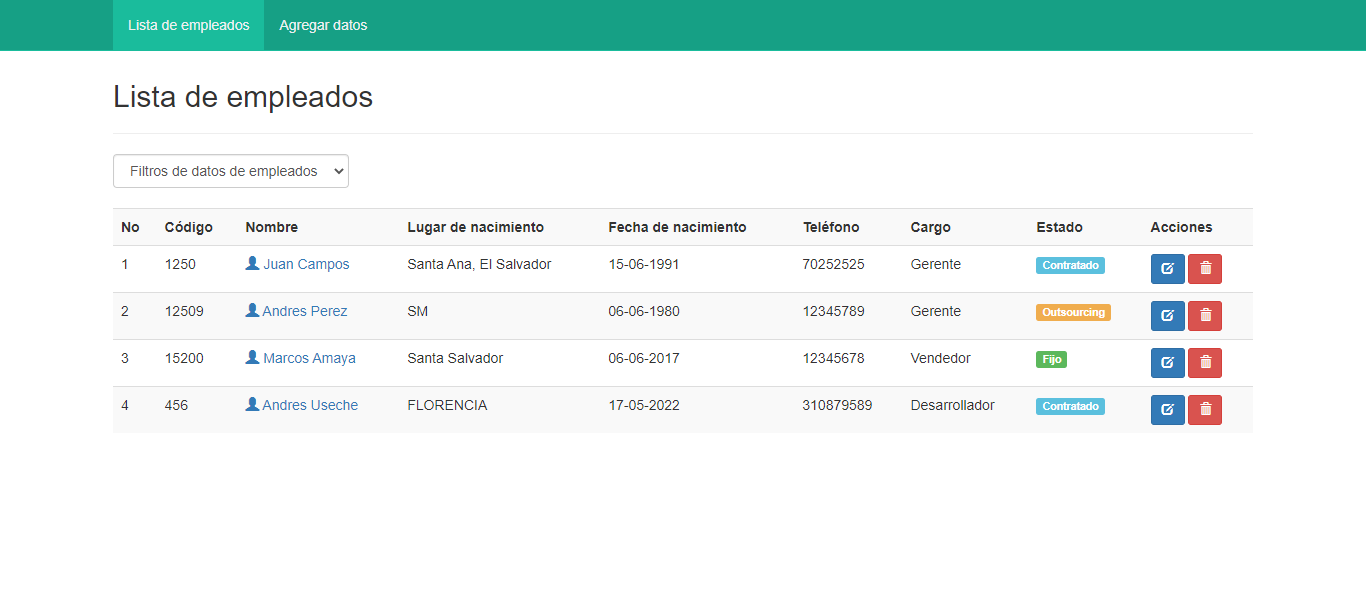 Lista de empleados Agregar datos
Lista de empleados
Filtros de datos de empleados
No Código Nombre Lugar de nacimiento Fecha de nacimiento Teléfono Cargo Estado Acciones
1 1250 Juan Campos Santa Ana, El Salvador 15-06-1991 70252525 Gerente Contratado
2 12509 Andres Perez SM 06-06-1980 12345789 Gerente Outsourcing
3 15200 Marcos Amaya Santa Salvador 06-06-2017 12345678 Vendedor Fijo
4 456 Andres Useche FLORENCIA 17-05-2022 310879589 Desarrollador Contratado